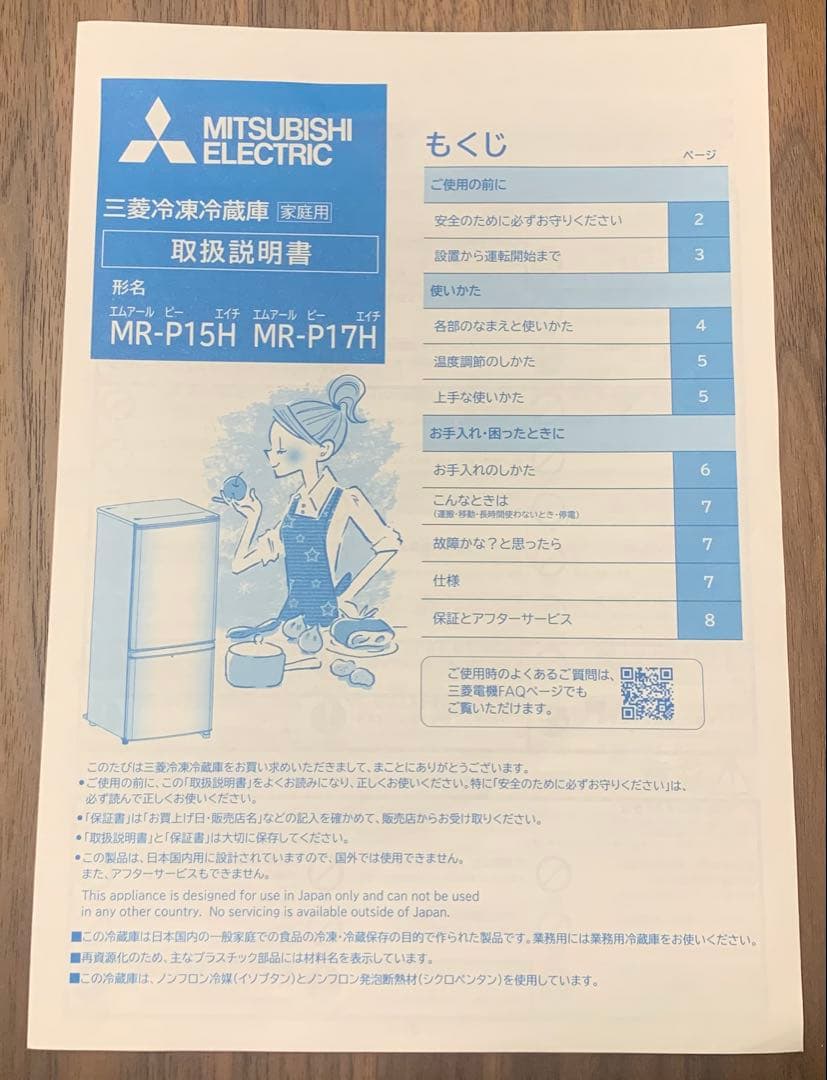 MITSUBISHI
ELECTRIC
三菱冷凍冷蔵庫 家庭用
取扱説明書
形名
エムアール ピー エイチ エムアール ピー エイチ
MR-P15H MR-P17H
もくじ
ページ
ご使用の前に
安全のために必ずお守りください 2
設置から運転開始まで 3
使いかた
各部のなまえと使いかた 4
温度調節のしかた 5
上手な使いかた 5
お手入れ・困ったときに
お手入れのしかた 6
こんなときは 7
(運搬・移動・長時間使わないとき・停電)
故障かな?と思ったら 7
仕様 7
保証とアフターサービス 8
ご使用時のよくあるご質問は、
三菱電機FAQページでも
ご覧いただけます。
このたびは三菱冷凍冷蔵庫をお買い求めいただきまして、まことにありがとうございます。
●ご使用の前に、この「取扱説明書」をよくお読みになり、正しくお使いください。特に「安全のために必ずお守りください」は、
必ず読んで正しくお使いください。
●「保証書」は「お買上げ日・販売店名」などの記入を確かめて、販売店からお受け取りください。
●「取扱説明書」と「保証書」は大切に保存してください。
●この製品は、日本国内用に設計されていますので、国外では使用できません。
また、アフターサービスもできません。
This appliance is designed for use in Japan only and can not be used
in any other country. No servicing is available outside of Japan.
■この冷蔵庫は日本国内の一般家庭での食品の冷凍・冷蔵保存の目的で作られた製品です。業務用には業務用冷蔵庫をお使いください。
■再資源化のため、主なプラスチック部品には材料名を表示しています。
■この冷蔵庫は、ノンフロン冷媒(イソブタン)とノンフロン発泡断熱材(シクロペンタン)を使用しています。